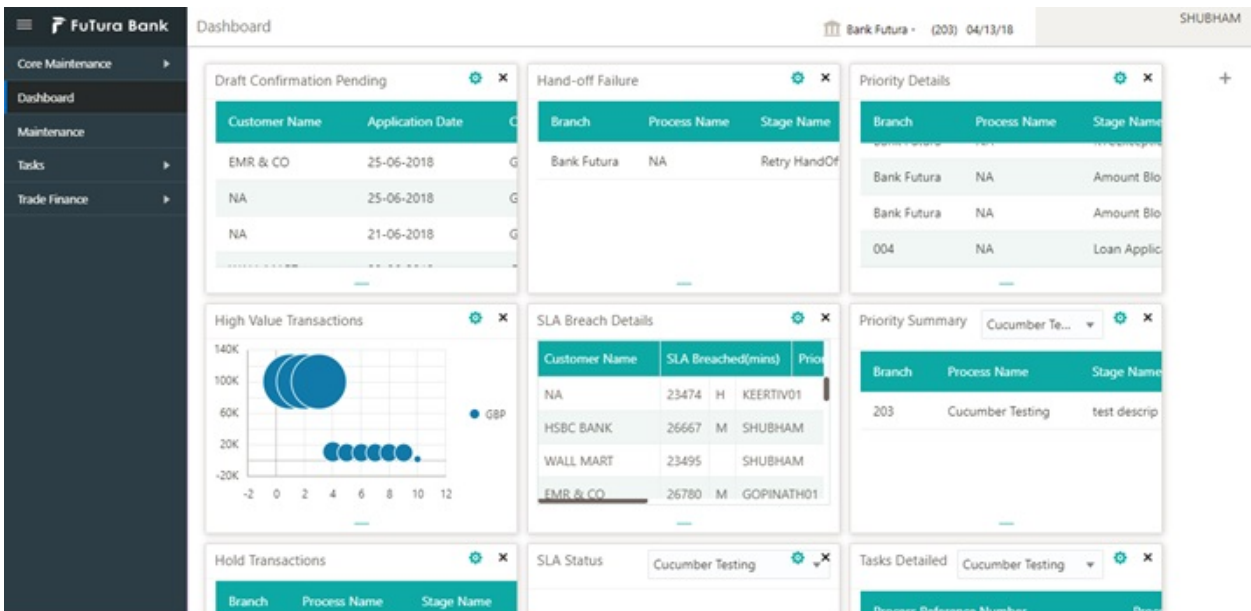 FuTura Bank
Dashboard
Bank Futura - (203) 04/13/18
SHUBHAM
Core Maintenance
Dashboard
Maintenance
Tasks
Trade Finance
Draft Confirmation Pending
Customer Name Application Date C
EMR & CO 25-06-2018 G
NA 25-06-2018 G
NA 21-06-2018 G
Hand-off Failure
Branch Process Name Stage Name
Bank Futura NA Retry HandOf
Priority Details
Branch Process Name Stage Name
Bank Futura NA Amount Blo
Bank Futura NA Amount Blo
004 NA Loan Applic
High Value Transactions
140K
100K
60K
20K
-20K
-2 0 2 4 6 8 10 12
GBP
SLA Breach Details
Customer Name SLA Breached(mins) Prior
NA 23474 H KEERTIV01
HSBC BANK 26667 M SHUBHAM
WALL MART 23495 SHUBHAM
EMR & CO 26780 M GOPINATH01
Priority Summary Cucumber Te...
Branch Process Name Stage Name
203 Cucumber Testing test descrip
Hold Transactions
Branch Process Name Stage Name
SLA Status Cucumber Testing
Tasks Detailed Cucumber Testing
Process Reference Number Proc